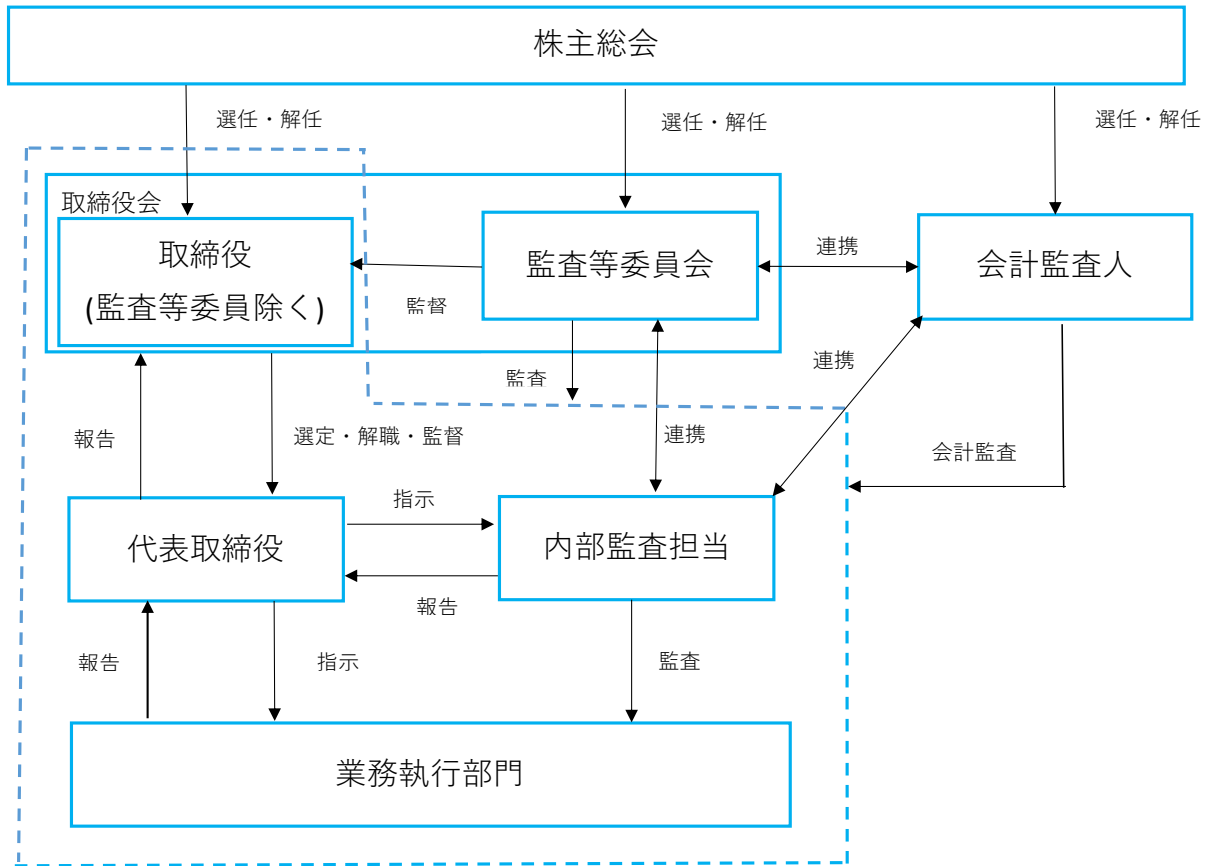 株主総会
選任・解任
選任・解任
選任・解任
取締役会
取締役
(監査等委員除く)
監査等委員会
連携
会計監査人
監督
監査
連携
連携
報告
選定・解職・監督
会計監査
指示
代表取締役
内部監査担当
報告
報告
指示
監査
業務執行部門